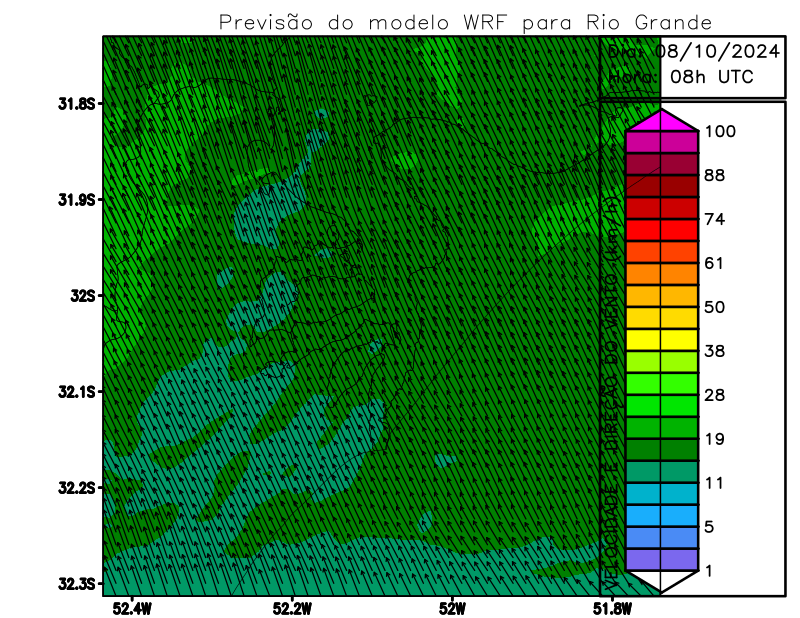 Previsão do modelo WRF para Rio Grande
Dia: 08/10/2024
Hora: 08h UTC
31.8S
31.9S
32S
32.1S
32.2S
32.3S
52.4W
52.2W
52W
51.8W
VELOCIDADE E DIREÇÃO DO VENTO (km/h)
100
88
74
61
50
38
28
19
11
5
1